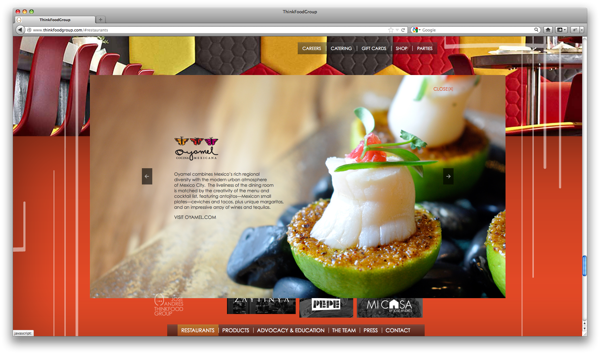 ThinkFoodGroup
ThinkFoodGroup
www.thinkfoodgroup.com/#restaurants
Google
CAREERS | CATERING | GIFT CARDS | SHOP | PARTIES
CLOSE
Oyamel
COCINA MEXICANA
Oyamel combines Mexico's rich regional
diversity with the modern urban atmosphere
of Mexico City. The liveliness of the dining room
is matched by the creativity of the menu and
cocktail list, featuring antojitos—Mexican small
plates—ceviches and tacos, plus unique margaritas,
and an impressive array of wines and tequilas.
VISIT OYAMEL.COM
JOSE
ANDRES
THINKFOOD
GROUP
ZAYTINYA
PEPE
MI CASA
RESTAURANTS | PRODUCTS | ADVOCACY & EDUCATION | THE TEAM | PRESS | CONTACT